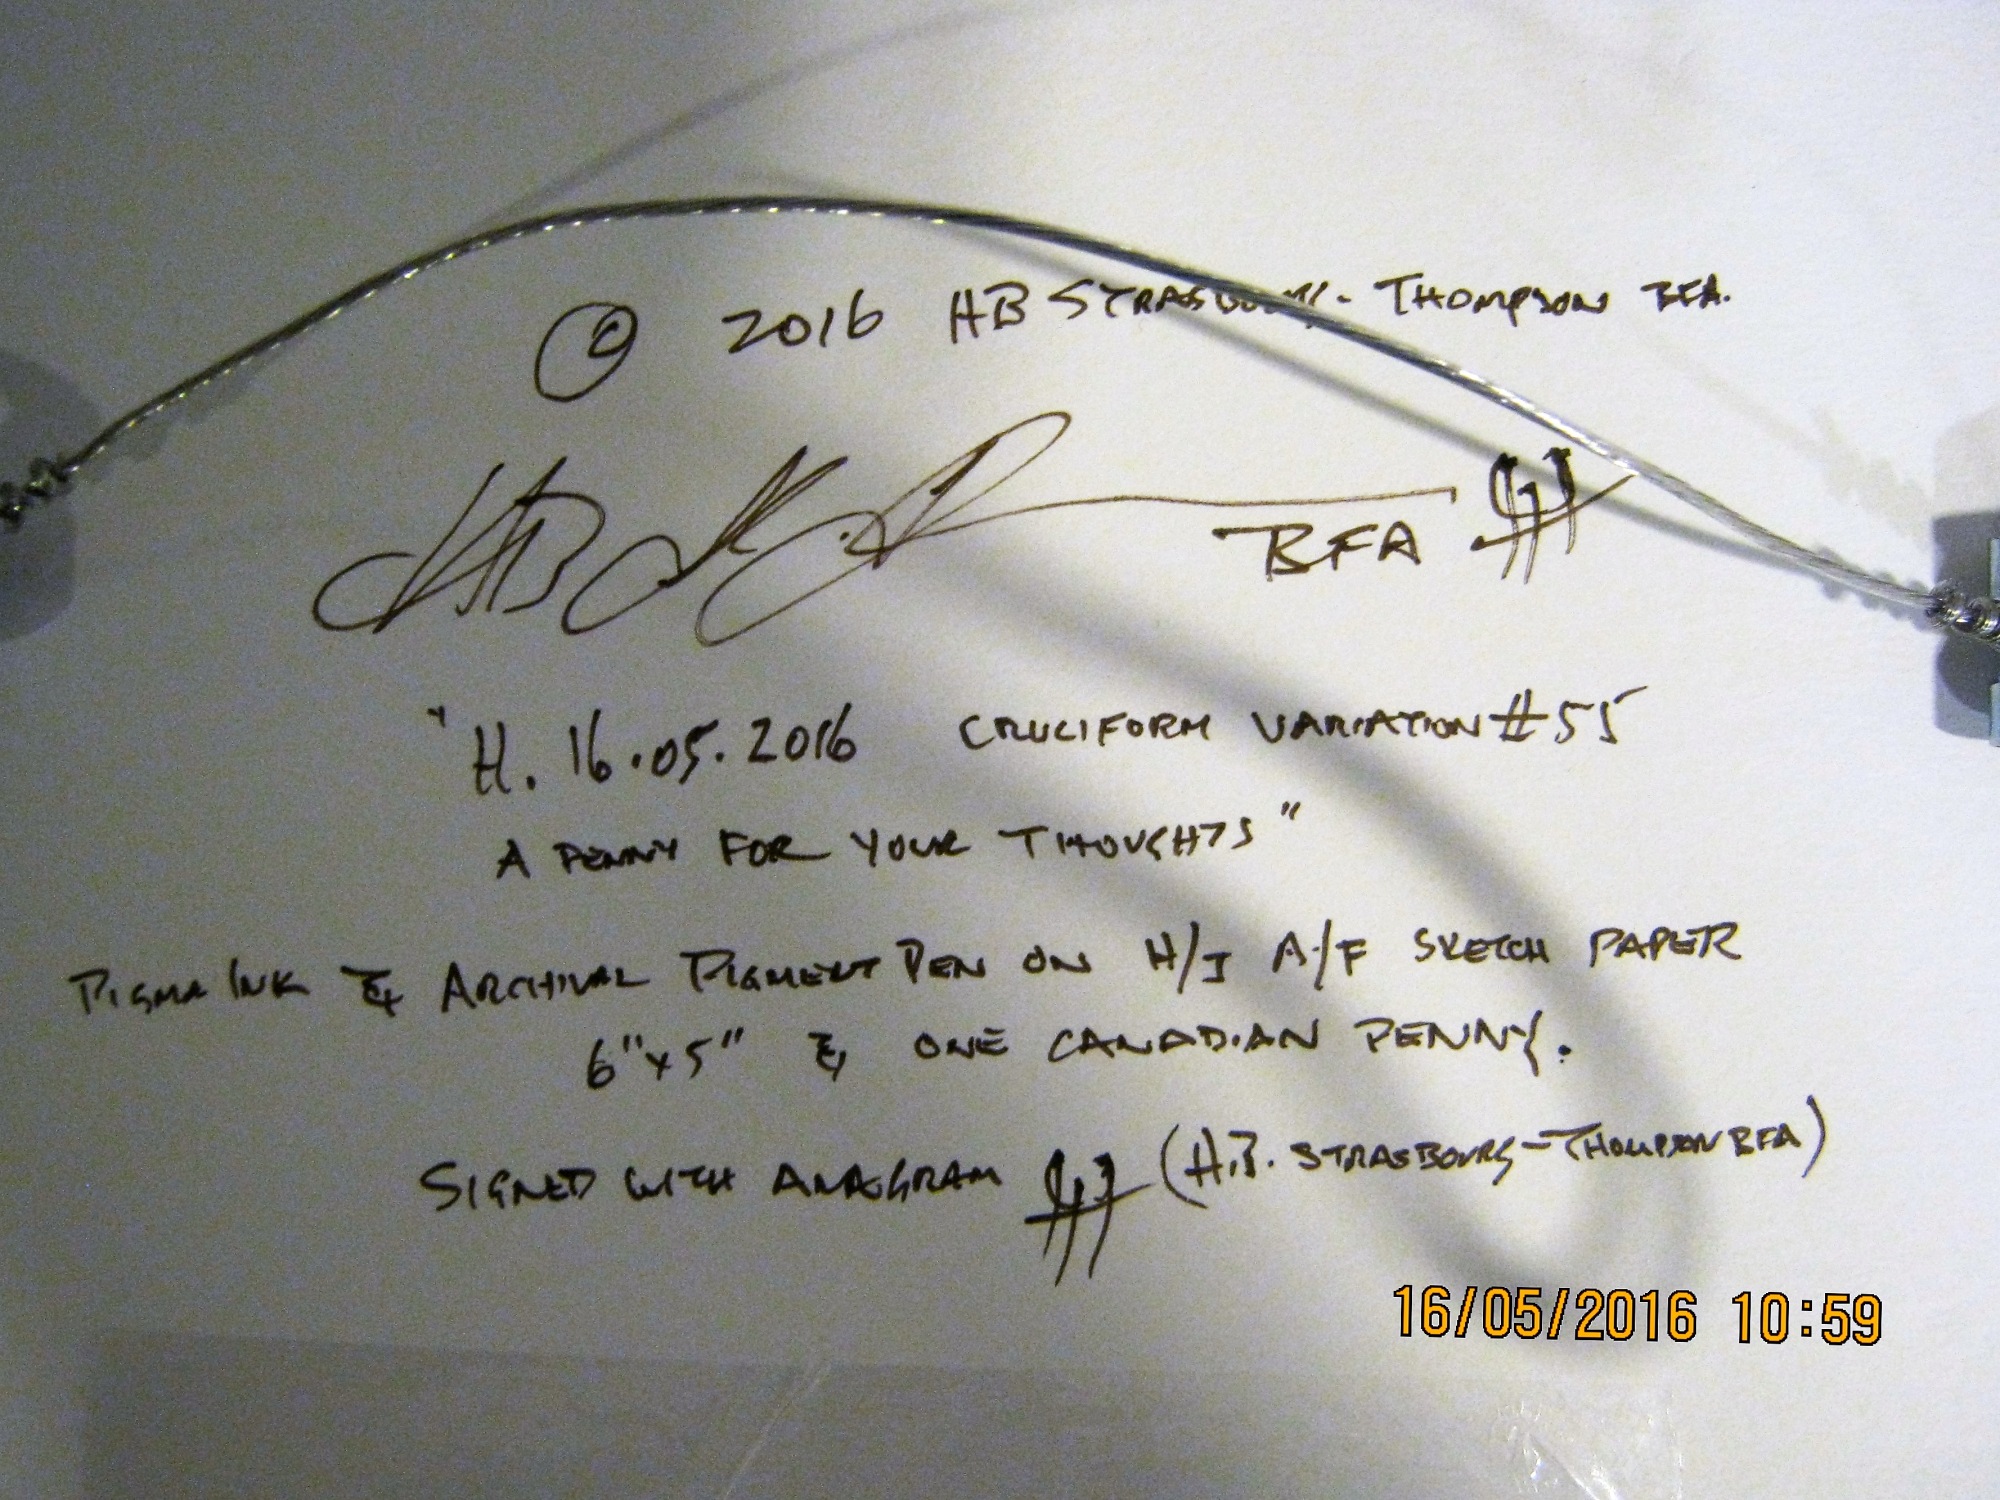 © 2016 HB STRASBOURG-THOMPSON BFA.
BFA
"H. 16.05.2016 CRUCIFORM VARIATION #55
A PENNY FOR YOUR THOUGHTS"
PIGMA INK & ARCHIVAL PIGMENT PEN ON H/I A/F SKETCH PAPER
6"x5" & ONE CANADIAN PENNY.
SIGNED WITH ANAGRAM (H.B. STRASBOURG-THOMPSON BFA)
16/05/2016 10:59